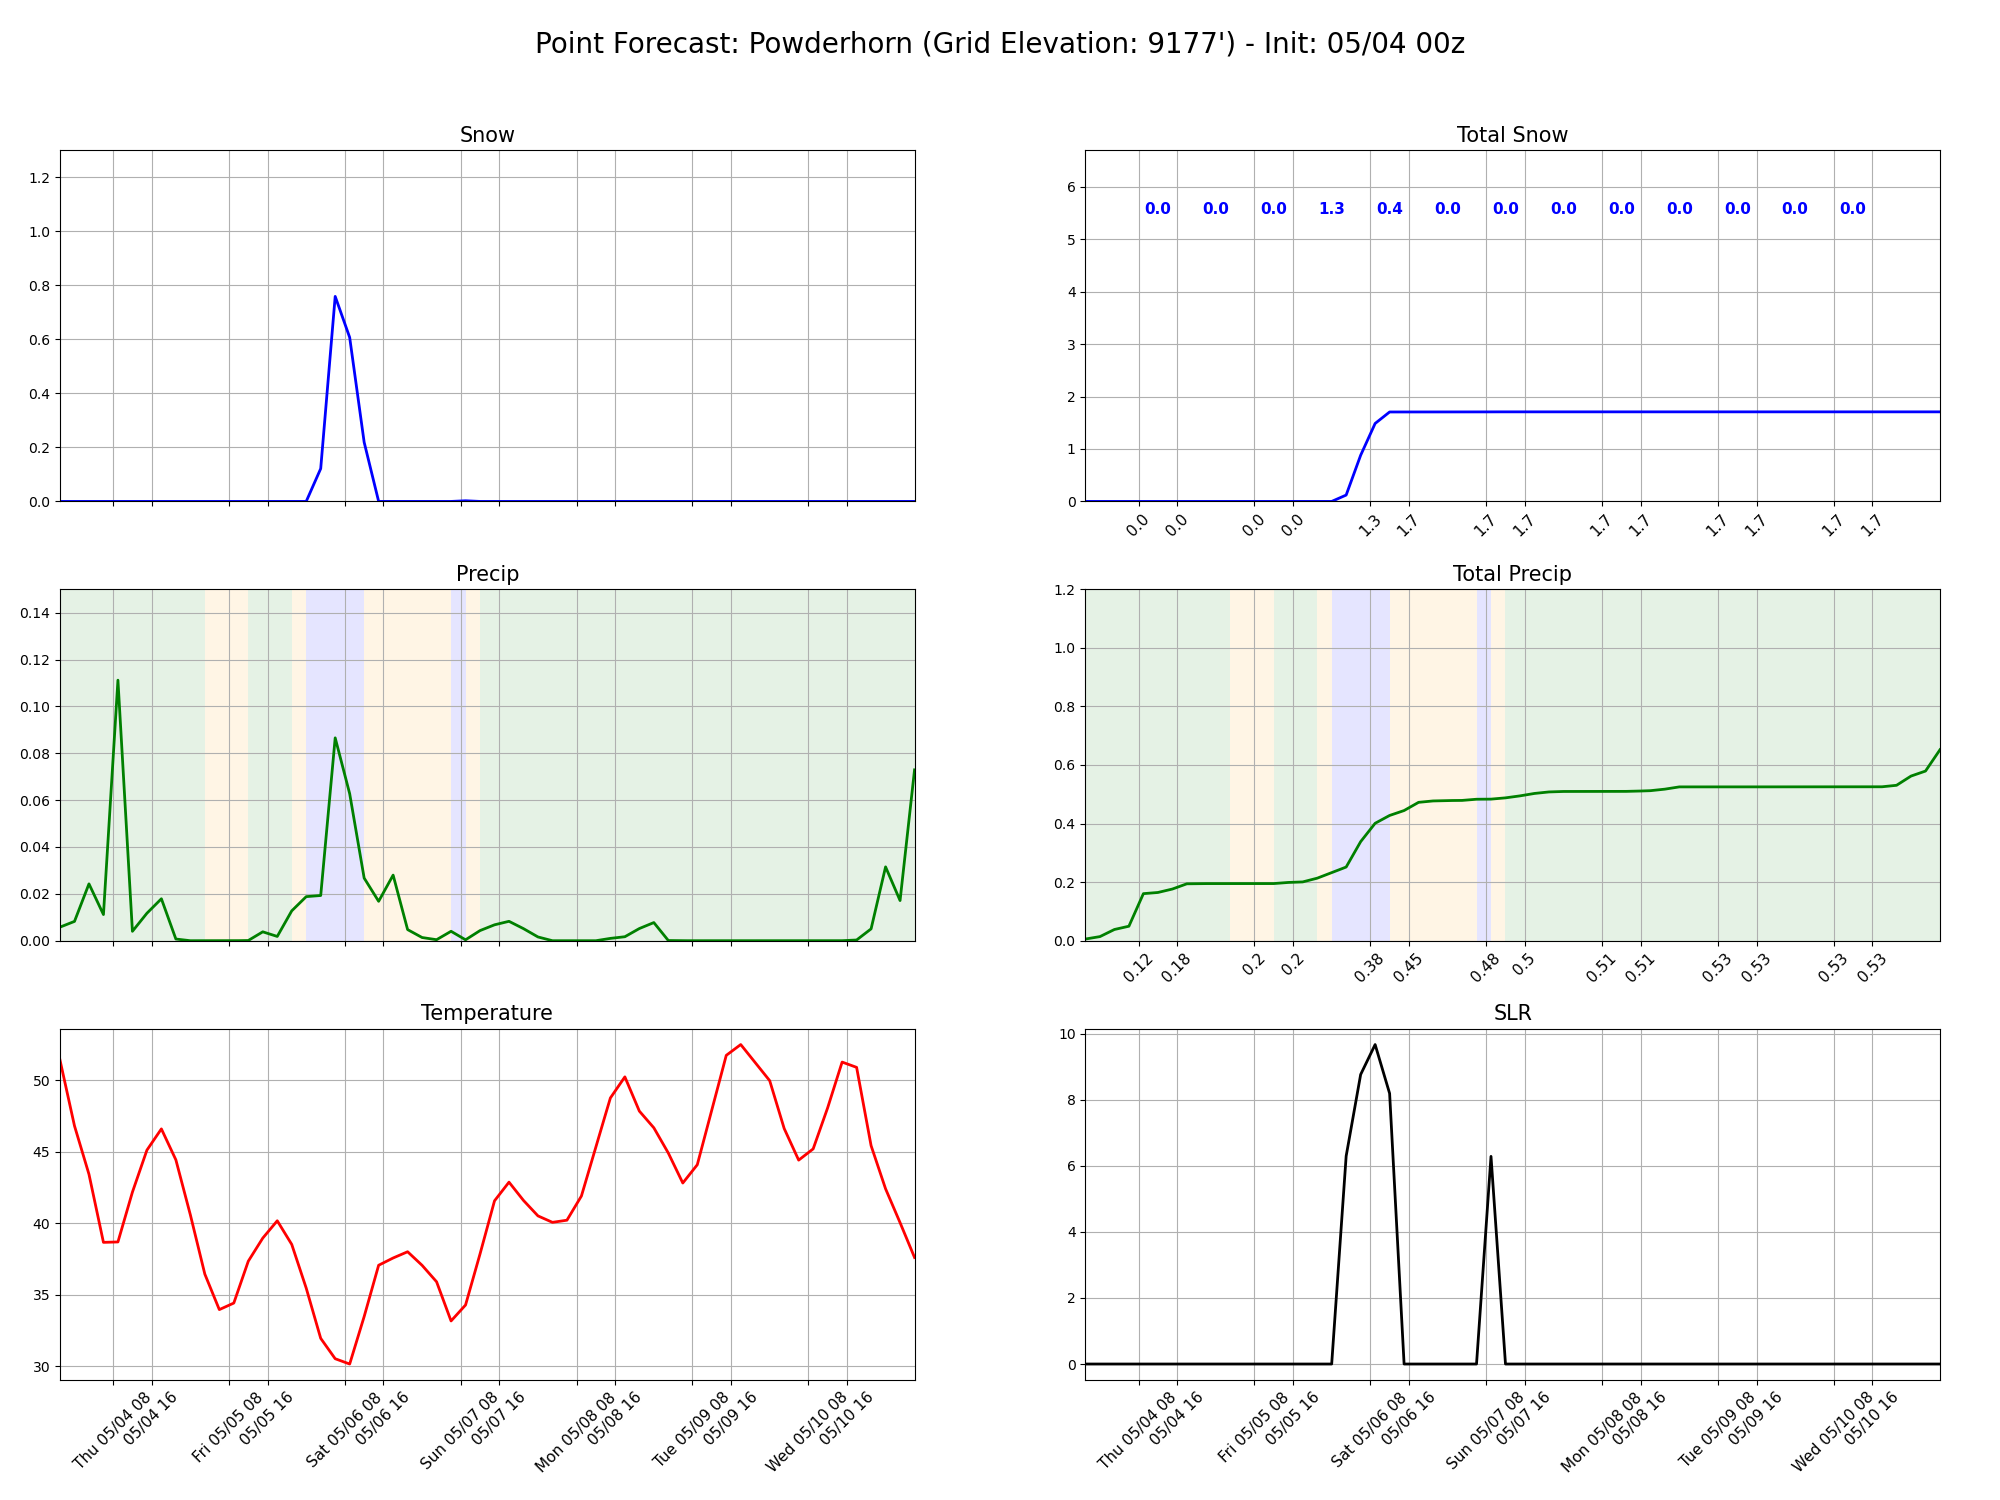 Point Forecast: Powderhorn (Grid Elevation: 9177') - Init: 05/04 00z
Snow
1.2
1.0
0.8
0.6
0.4
0.2
0.0
Total Snow
6
5
4
3
2
1
0
0.0 0.0 0.0 1.3 0.4 0.0 0.0 0.0 0.0 0.0 0.0 0.0 0.0
0.0 0.0 0.0 0.0 1.3 1.7 1.7 1.7 1.7 1.7 1.7 1.7 1.7 1.7
Precip
0.14
0.12
0.10
0.08
0.06
0.04
0.02
0.00
Total Precip
1.2
1.0
0.8
0.6
0.4
0.2
0.0
0.12 0.18 0.2 0.2 0.38 0.45 0.48 0.5 0.51 0.51 0.53 0.53 0.53 0.53
Temperature
50
45
40
35
30
Thu 05/04 08
05/04 16
Fri 05/05 08
05/05 16
Sat 05/06 08
05/06 16
Sun 05/07 08
05/07 16
Mon 05/08 08
05/08 16
Tue 05/09 08
05/09 16
Wed 05/10 08
05/10 16
SLR
10
8
6
4
2
0
Thu 05/04 08
05/04 16
Fri 05/05 08
05/05 16
Sat 05/06 08
05/06 16
Sun 05/07 08
05/07 16
Mon 05/08 08
05/08 16
Tue 05/09 08
05/09 16
Wed 05/10 08
05/10 16